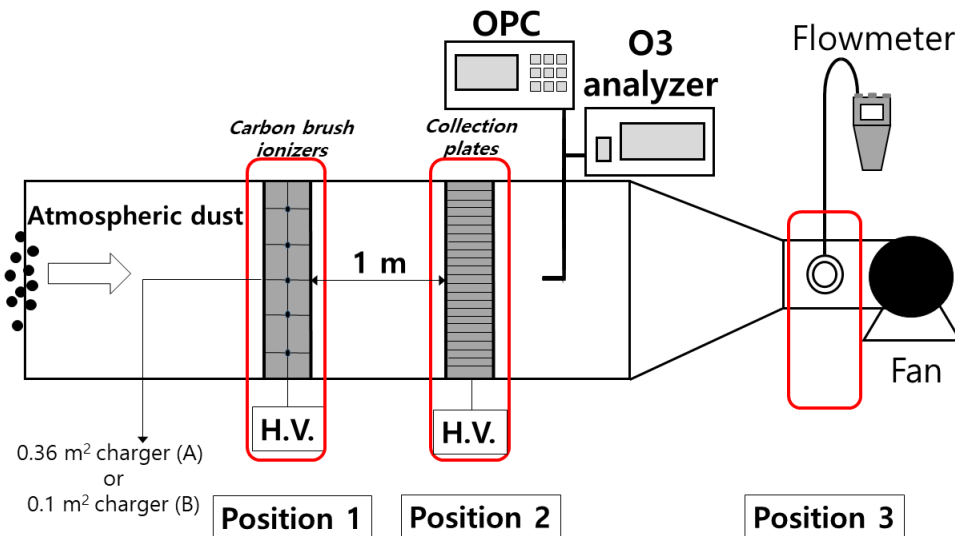 OPC
O3
analyzer
Flowmeter
Carbon brush
ionizers
Collection
plates
Atmospheric dust
1 m
Fan
H.V.
H.V.
0.36 m² charger (A)
or
0.1 m² charger (B)
Position 1
Position 2
Position 3